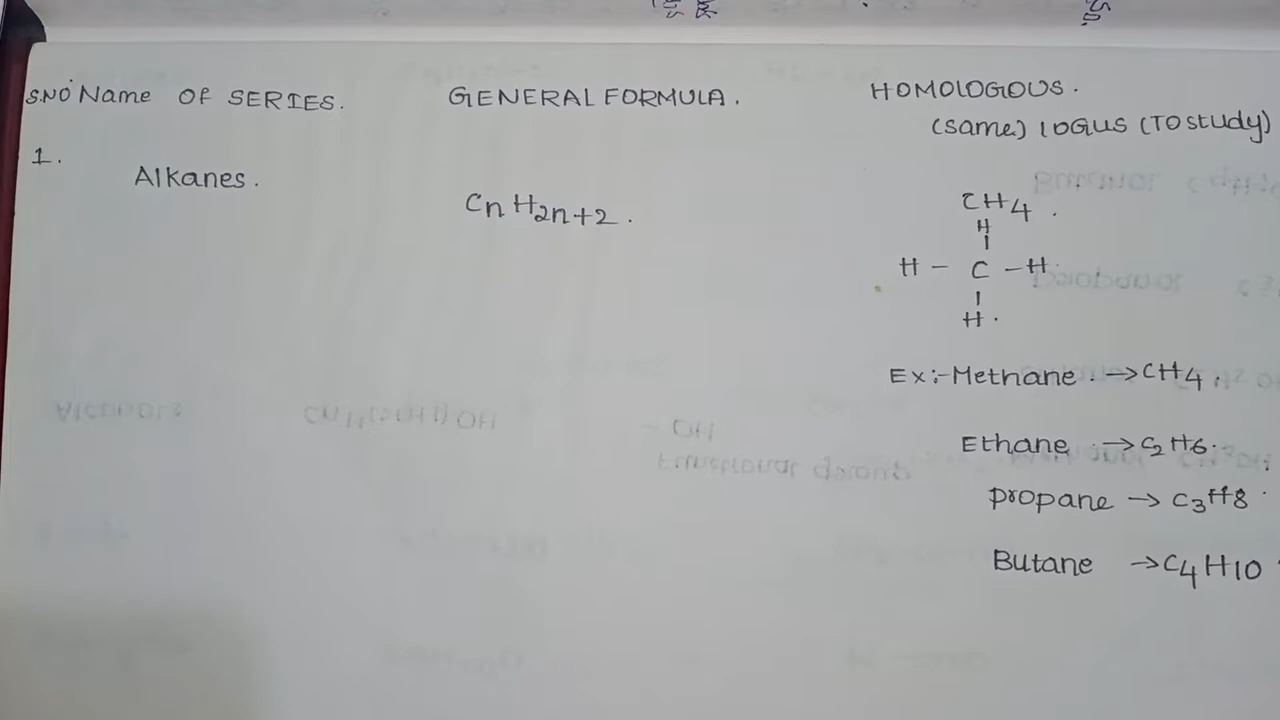 S.NO Name OF SERIES. GENERAL FORMULA. HOMOLOGOUS.
(same) LOGUS (TO study)
1.
Alkanes. CnH2n+2. CH4.
H
H - C - H
H.
Ex:- Methane. → CH4.
Ethane → C2H6.
propane → C3H8
Butane → C4H10